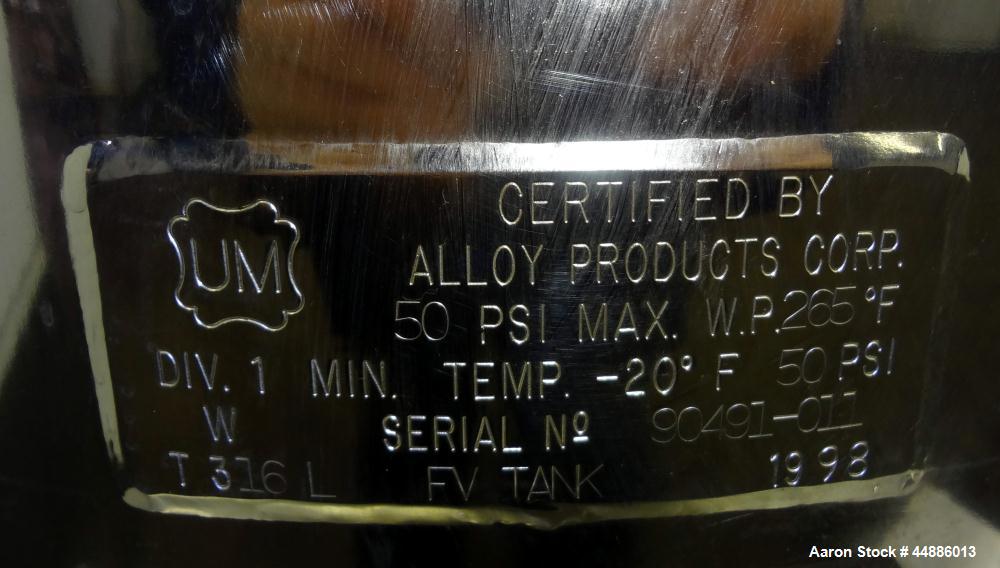 CERTIFIED BY
UM
ALLOY PRODUCTS CORP.
50 PSI MAX. W.P. 265 °F
DIV. 1 MIN. TEMP. -20° F 50 PSI
W SERIAL Nº 90491-011
T 316 L FV TANK 1998
Aaron Stock # 44886013